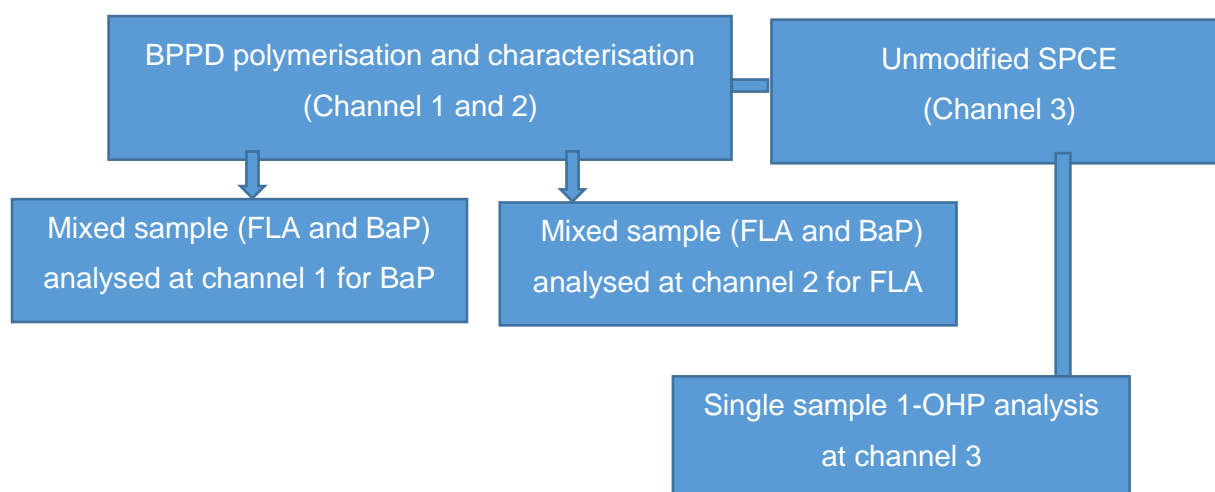 BPPD polymerisation and characterisation
(Channel 1 and 2)
Unmodified SPCE
(Channel 3)
Mixed sample (FLA and BaP)
analysed at channel 1 for BaP
Mixed sample (FLA and BaP)
analysed at channel 2 for FLA
Single sample 1-OHP analysis
at channel 3